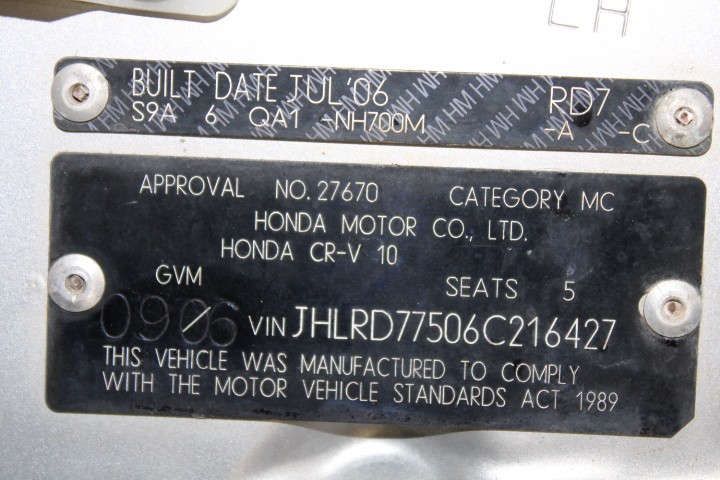 LH
BUILT DATE JUL '06 RD7
S9A 6 QA1 -NH700M -A -C
APPROVAL NO. 27670 CATEGORY MC
HONDA MOTOR CO., LTD.
HONDA CR-V 10
GVM SEATS 5
09/06 VIN JHLRD77506C216427
THIS VEHICLE WAS MANUFACTURED TO COMPLY
WITH THE MOTOR VEHICLE STANDARDS ACT 1989